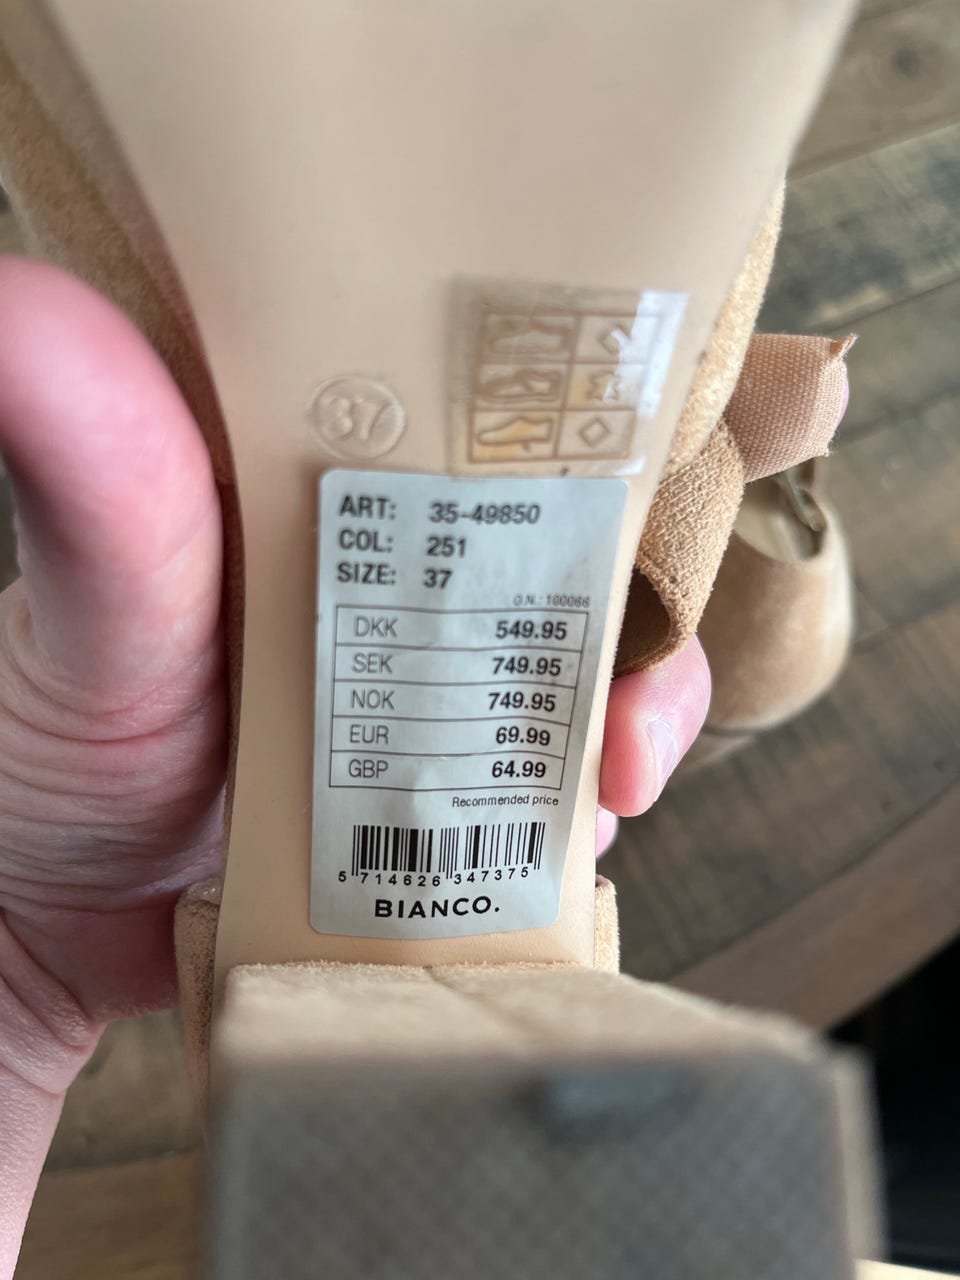 37
ART: 35-49850
COL: 251
SIZE: 37
O.N.: 100066
DKK 549.95
SEK 749.95
NOK 749.95
EUR 69.99
GBP 64.99
Recommended price
5 714626 347375
BIANCO.